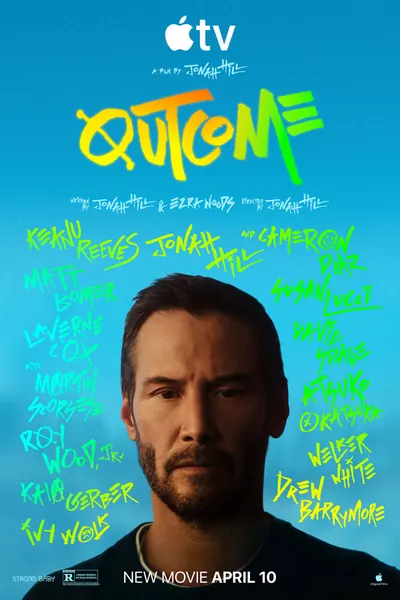 tv
A FILM BY JONAH HILL
OUTCOME
WRITTEN BY JONAH HILL & EZRA WOODS DIRECTED BY JONAH HILL
KEANU REEVES
JONAH HILL
AND CAMERON DIAZ
MATT BOMER
SUSAN LUCCI
LAVERNE COX
DAVID SPADE
WITH MARTIN SCORSESE
ATSUKO OKATSUKA
ROY WOOD, JR.
WELKER WHITE
KAIA GERBER
DREW BARRYMORE
IVY WOLK
STRONG BABY
R
NEW MOVIE APRIL 10